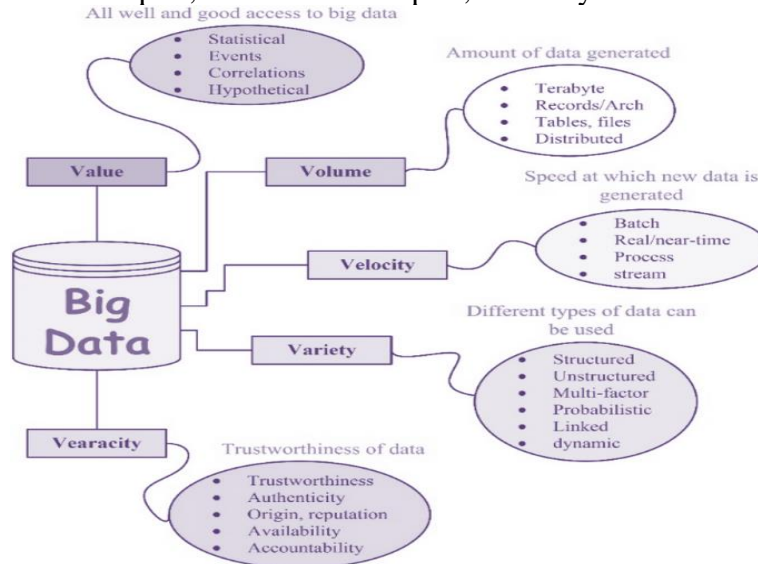 All well and good access to big data
• Statistical
• Events
• Correlations
• Hypothetical
Value
Amount of data generated
• Terabyte
• Records/Arch
• Tables, files
• Distributed
Volume
Speed at which new data is
generated
• Batch
• Real/near-time
• Process
• stream
Velocity
Big
Data
Different types of data can
be used
• Structured
• Unstructured
• Multi-factor
• Probabilistic
• Linked
• dynamic
Variety
Vearacity
Trustworthiness of data
• Trustworthiness
• Authenticity
• Origin, reputation
• Availability
• Accountability